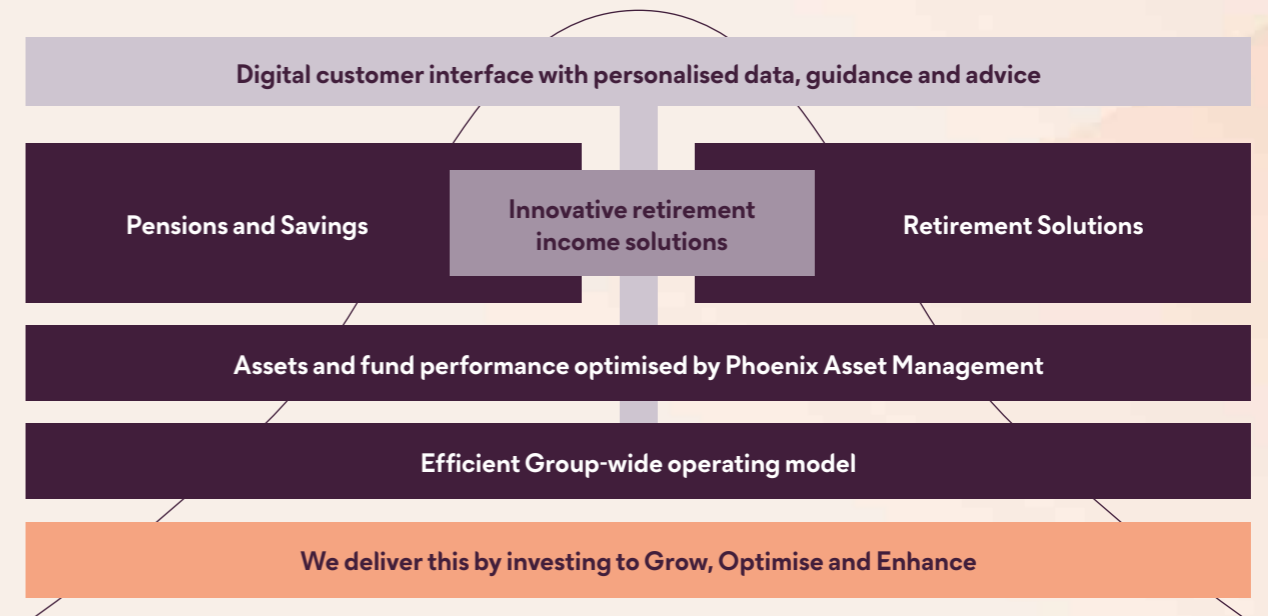 Digital customer interface with personalised data, guidance and advice
Pensions and Savings
Innovative retirement
income solutions
Retirement Solutions
Assets and fund performance optimised by Phoenix Asset Management
Efficient Group-wide operating model
We deliver this by investing to Grow, Optimise and Enhance